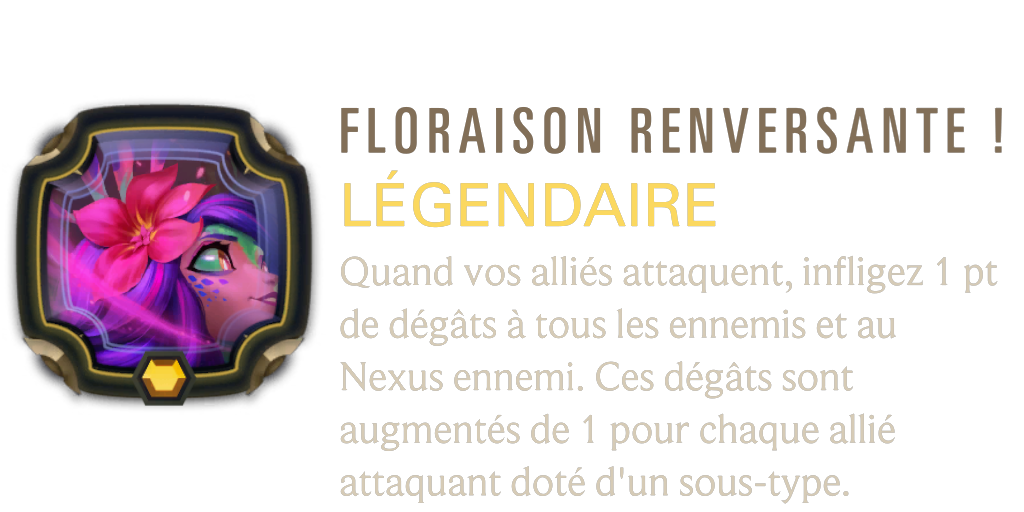 FLORAISON RENVERSANTE !
LÉGENDAIRE
Quand vos alliés attaquent, infligez 1 pt
de dégâts à tous les ennemis et au
Nexus ennemi. Ces dégâts sont
augmentés de 1 pour chaque allié
attaquant doté d'un sous-type.